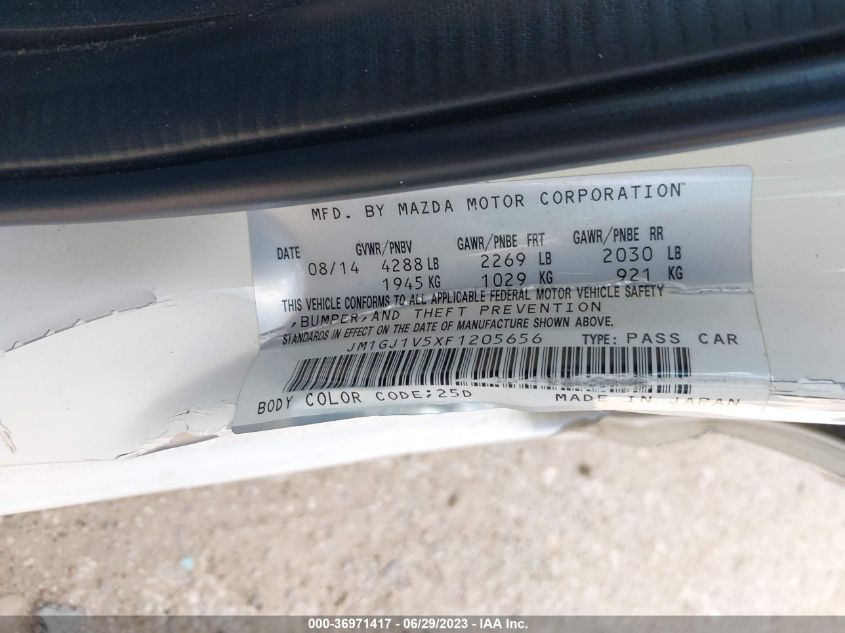 MFD. BY MAZDA MOTOR CORPORATION
DATE GVWR/PNBV GAWR/PNBE FRT GAWR/PNBE RR
08/14 4288 LB 2269 LB 2030 LB
1945 KG 1029 KG 921 KG
THIS VEHICLE CONFORMS TO ALL APPLICABLE FEDERAL MOTOR VEHICLE SAFETY
,BUMPER,AND THEFT PREVENTION
STANDARDS IN EFFECT ON THE DATE OF MANUFACTURE SHOWN ABOVE.
JM1GJ1V5XF1205656 TYPE: PASS CAR
BODY COLOR CODE:25D MADE IN JAPAN
000-36971417 - 06/29/2023 - IAA Inc.